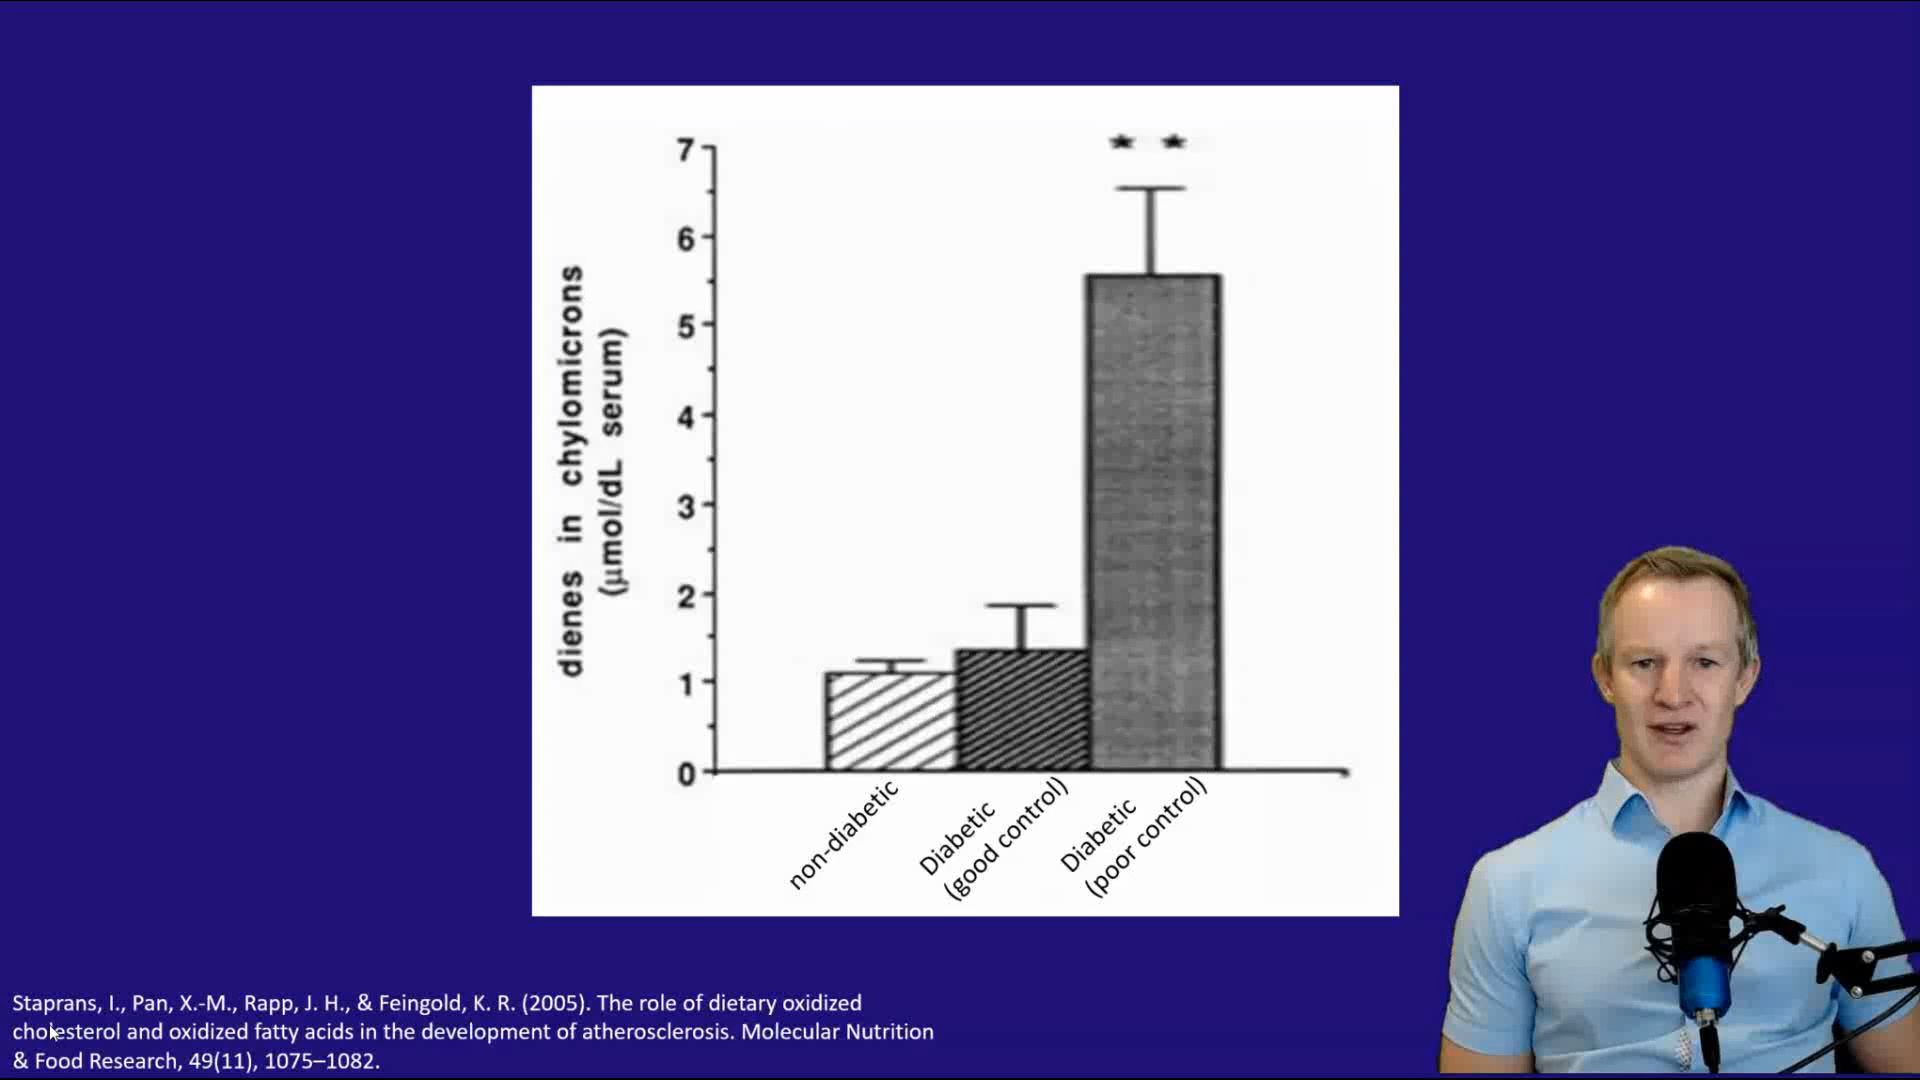 * *
7
6
5
4
3
2
1
0
dienes in chylomicrons
(μmol/dL serum)
non-diabetic
Diabetic
(good control)
Diabetic
(poor control)
Staprans, I., Pan, X.-M., Rapp, J. H., & Feingold, K. R. (2005). The role of dietary oxidized
cholesterol and oxidized fatty acids in the development of atherosclerosis. Molecular Nutrition
& Food Research, 49(11), 1075–1082.